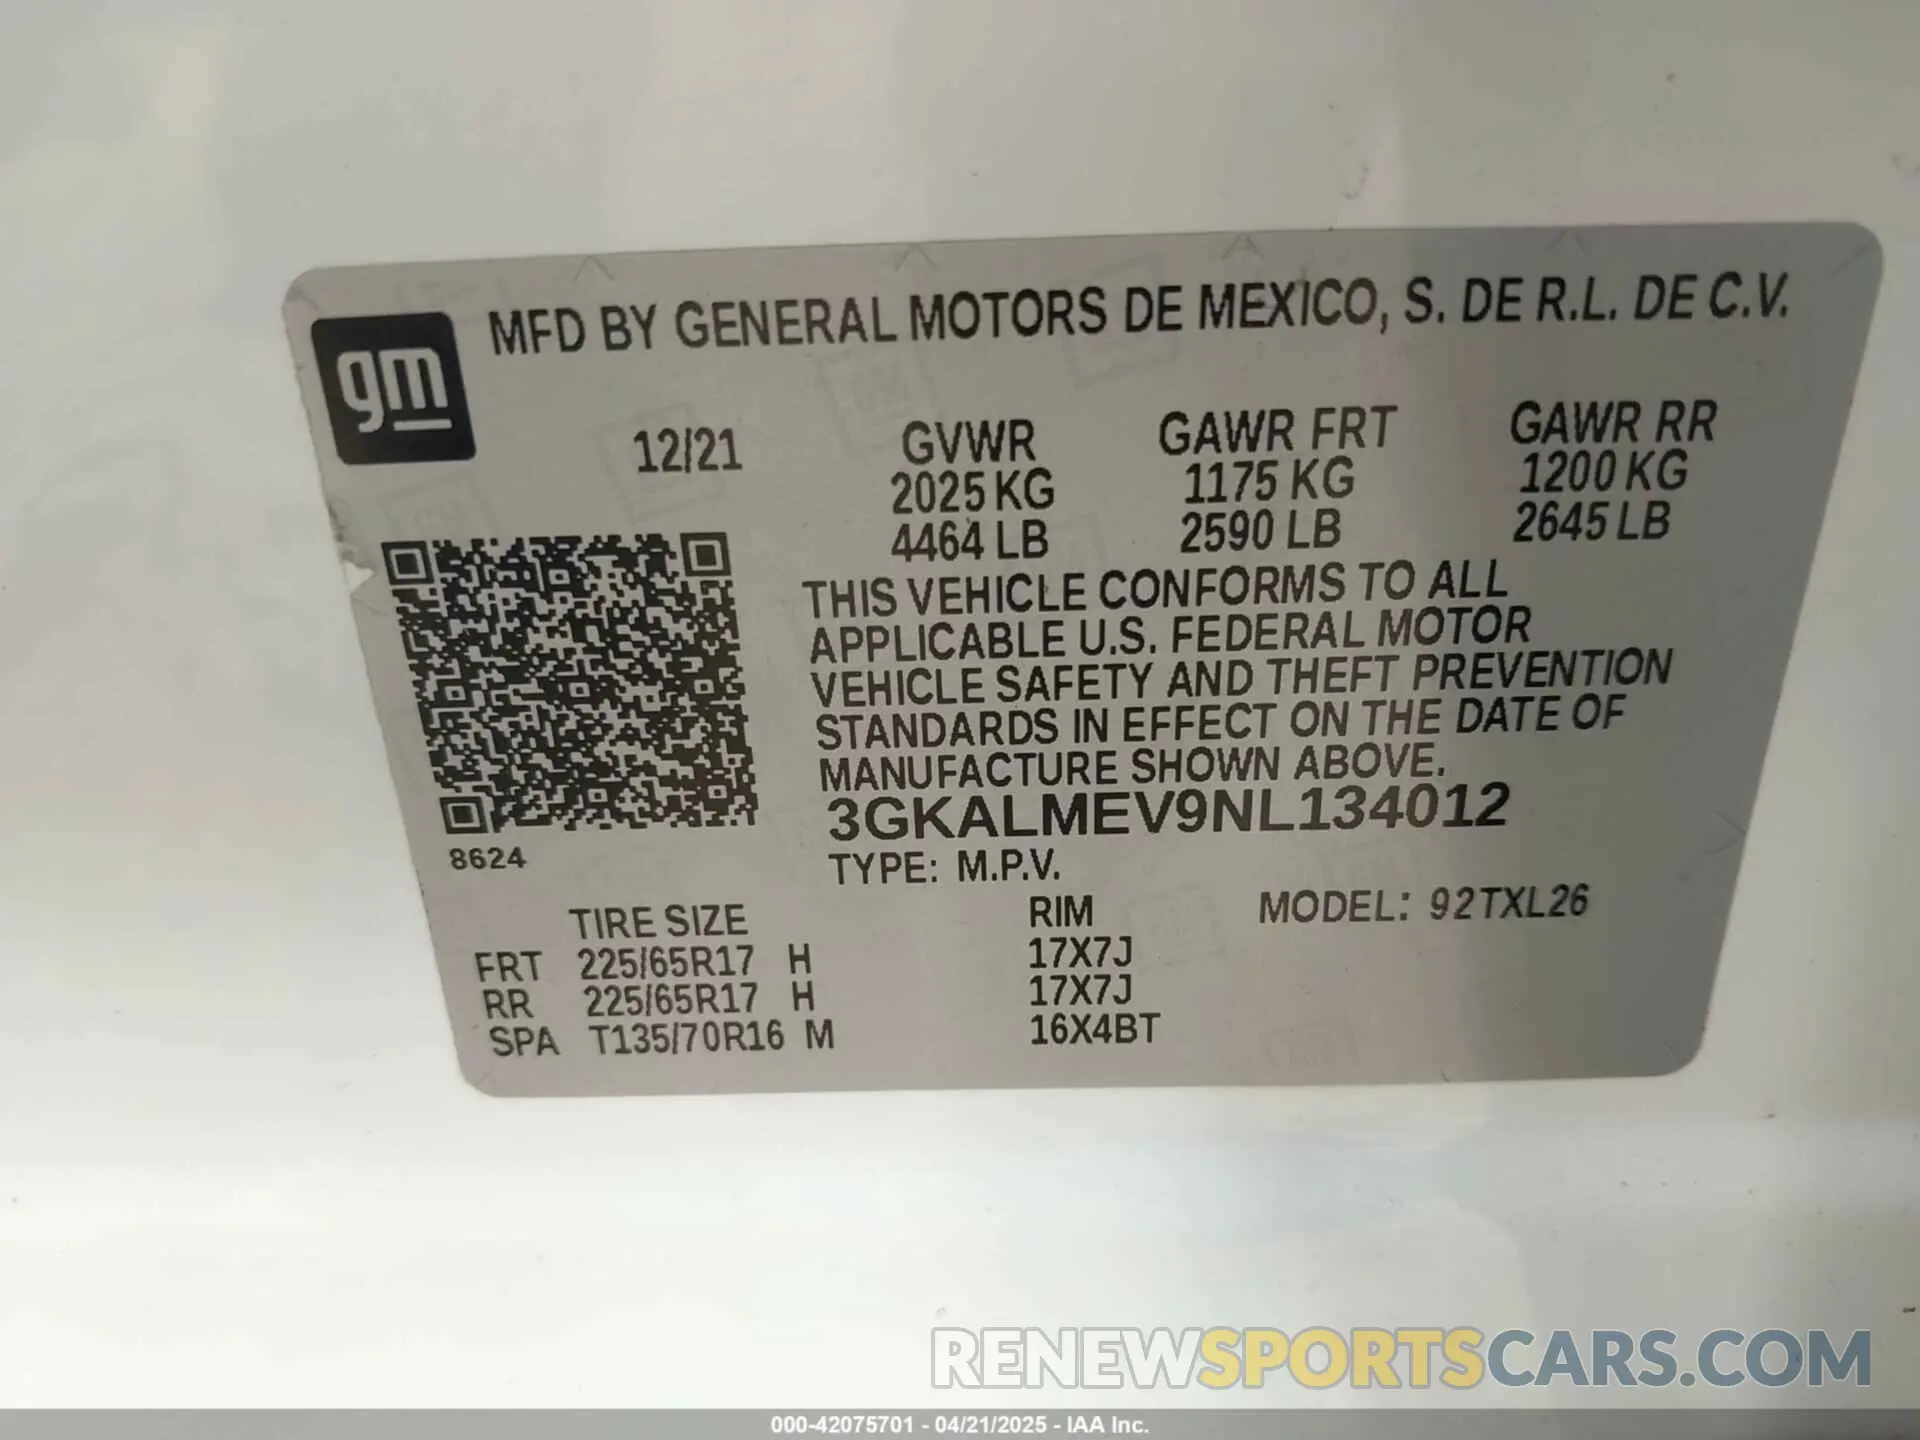 gm
MFD BY GENERAL MOTORS DE MEXICO, S. DE R.L. DE C.V.
12/21 GVWR GAWR FRT GAWR RR
2025 KG 1175 KG 1200 KG
4464 LB 2590 LB 2645 LB
THIS VEHICLE CONFORMS TO ALL
APPLICABLE U.S. FEDERAL MOTOR
VEHICLE SAFETY AND THEFT PREVENTION
STANDARDS IN EFFECT ON THE DATE OF
MANUFACTURE SHOWN ABOVE.
3GKALMEV9NL134012
8624
TYPE: M.P.V.
TIRE SIZE RIM MODEL: 92TXL26
FRT 225/65R17 H 17X7J
RR 225/65R17 H 17X7J
SPA T135/70R16 M 16X4BT
RENEWSPORTSCARS.COM
000-42075701 - 04/21/2025 - IAA Inc.